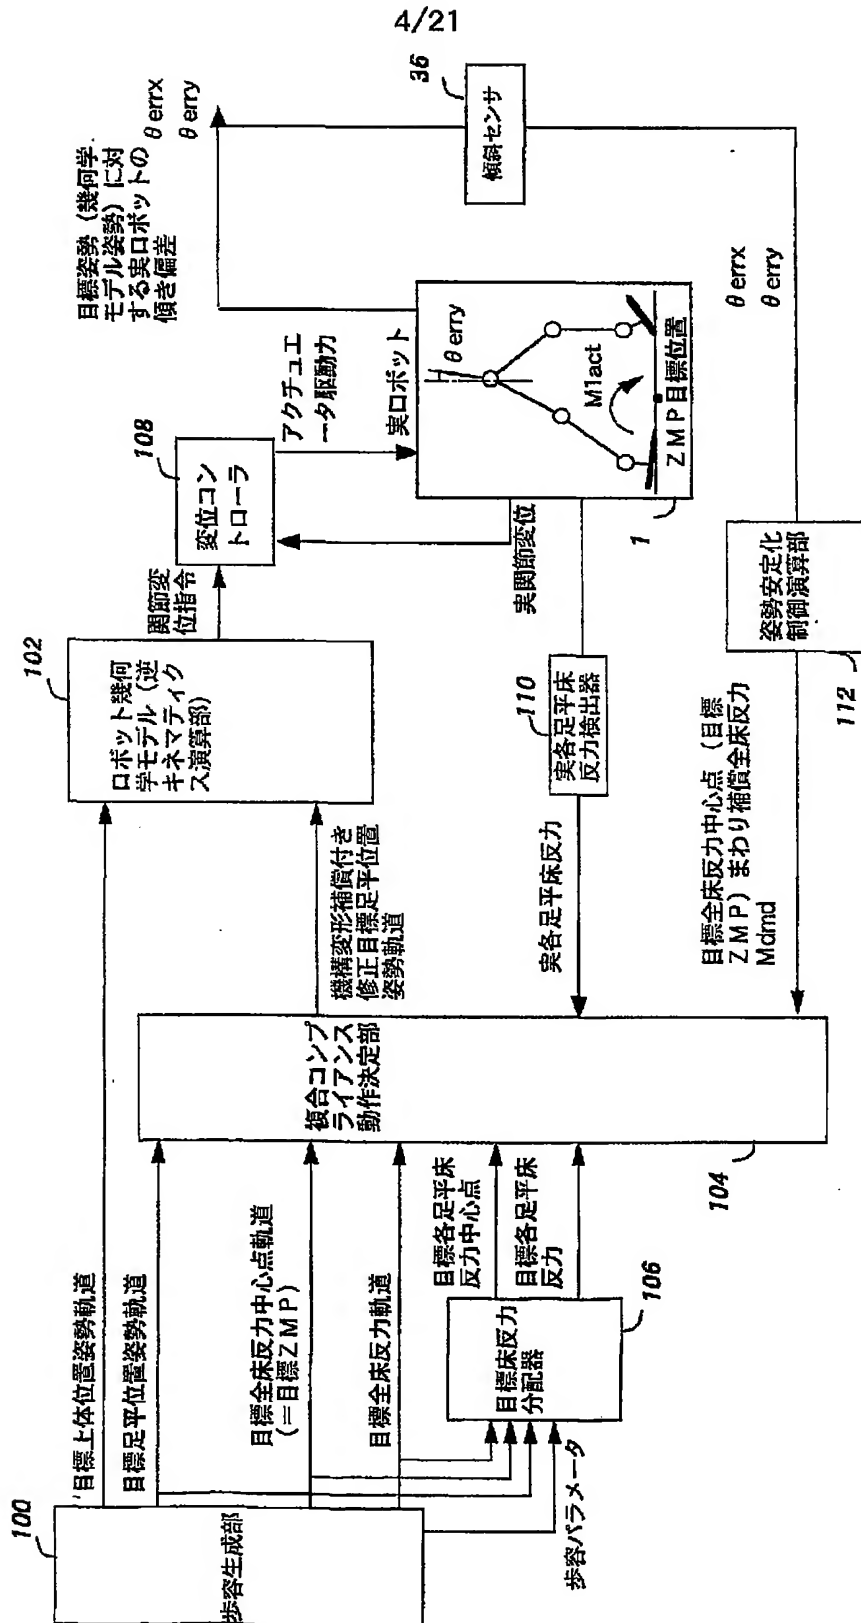 4/21
100
歩容生成部
目標上体位置姿勢軌道
目標足平位置姿勢軌道
目標全床反力中心点軌道
(=目標ZMP)
目標全床反力軌道
歩容パラメータ
目標床反力
分配器
106
目標各足平床
反力中心点
目標各足平床
反力
複合コンプ
ライアンス
動作決定部
104
機構変形補償付き
修正目標足平位置
姿勢軌道
102
ロボット幾何
学モデル(逆
キネマティク
ス演算部)
関節変
位指令
108
変位コン
トローラ
アクチュエ
ータ駆動力
実関節変位
実ロボット
θerry
M1act
ZMP目標位置
1
実各足平床
反力検出器
110
実各足平床反力
目標姿勢(幾何学
モデル姿勢)に対
する実ロボットの
傾き偏差
θerrx
θerry
36
傾斜センサ
θerrx
θerry
姿勢安定化
制御演算部
112
目標全床反力中心点(目標
ZMP)まわり補償全床反力
Mdmd